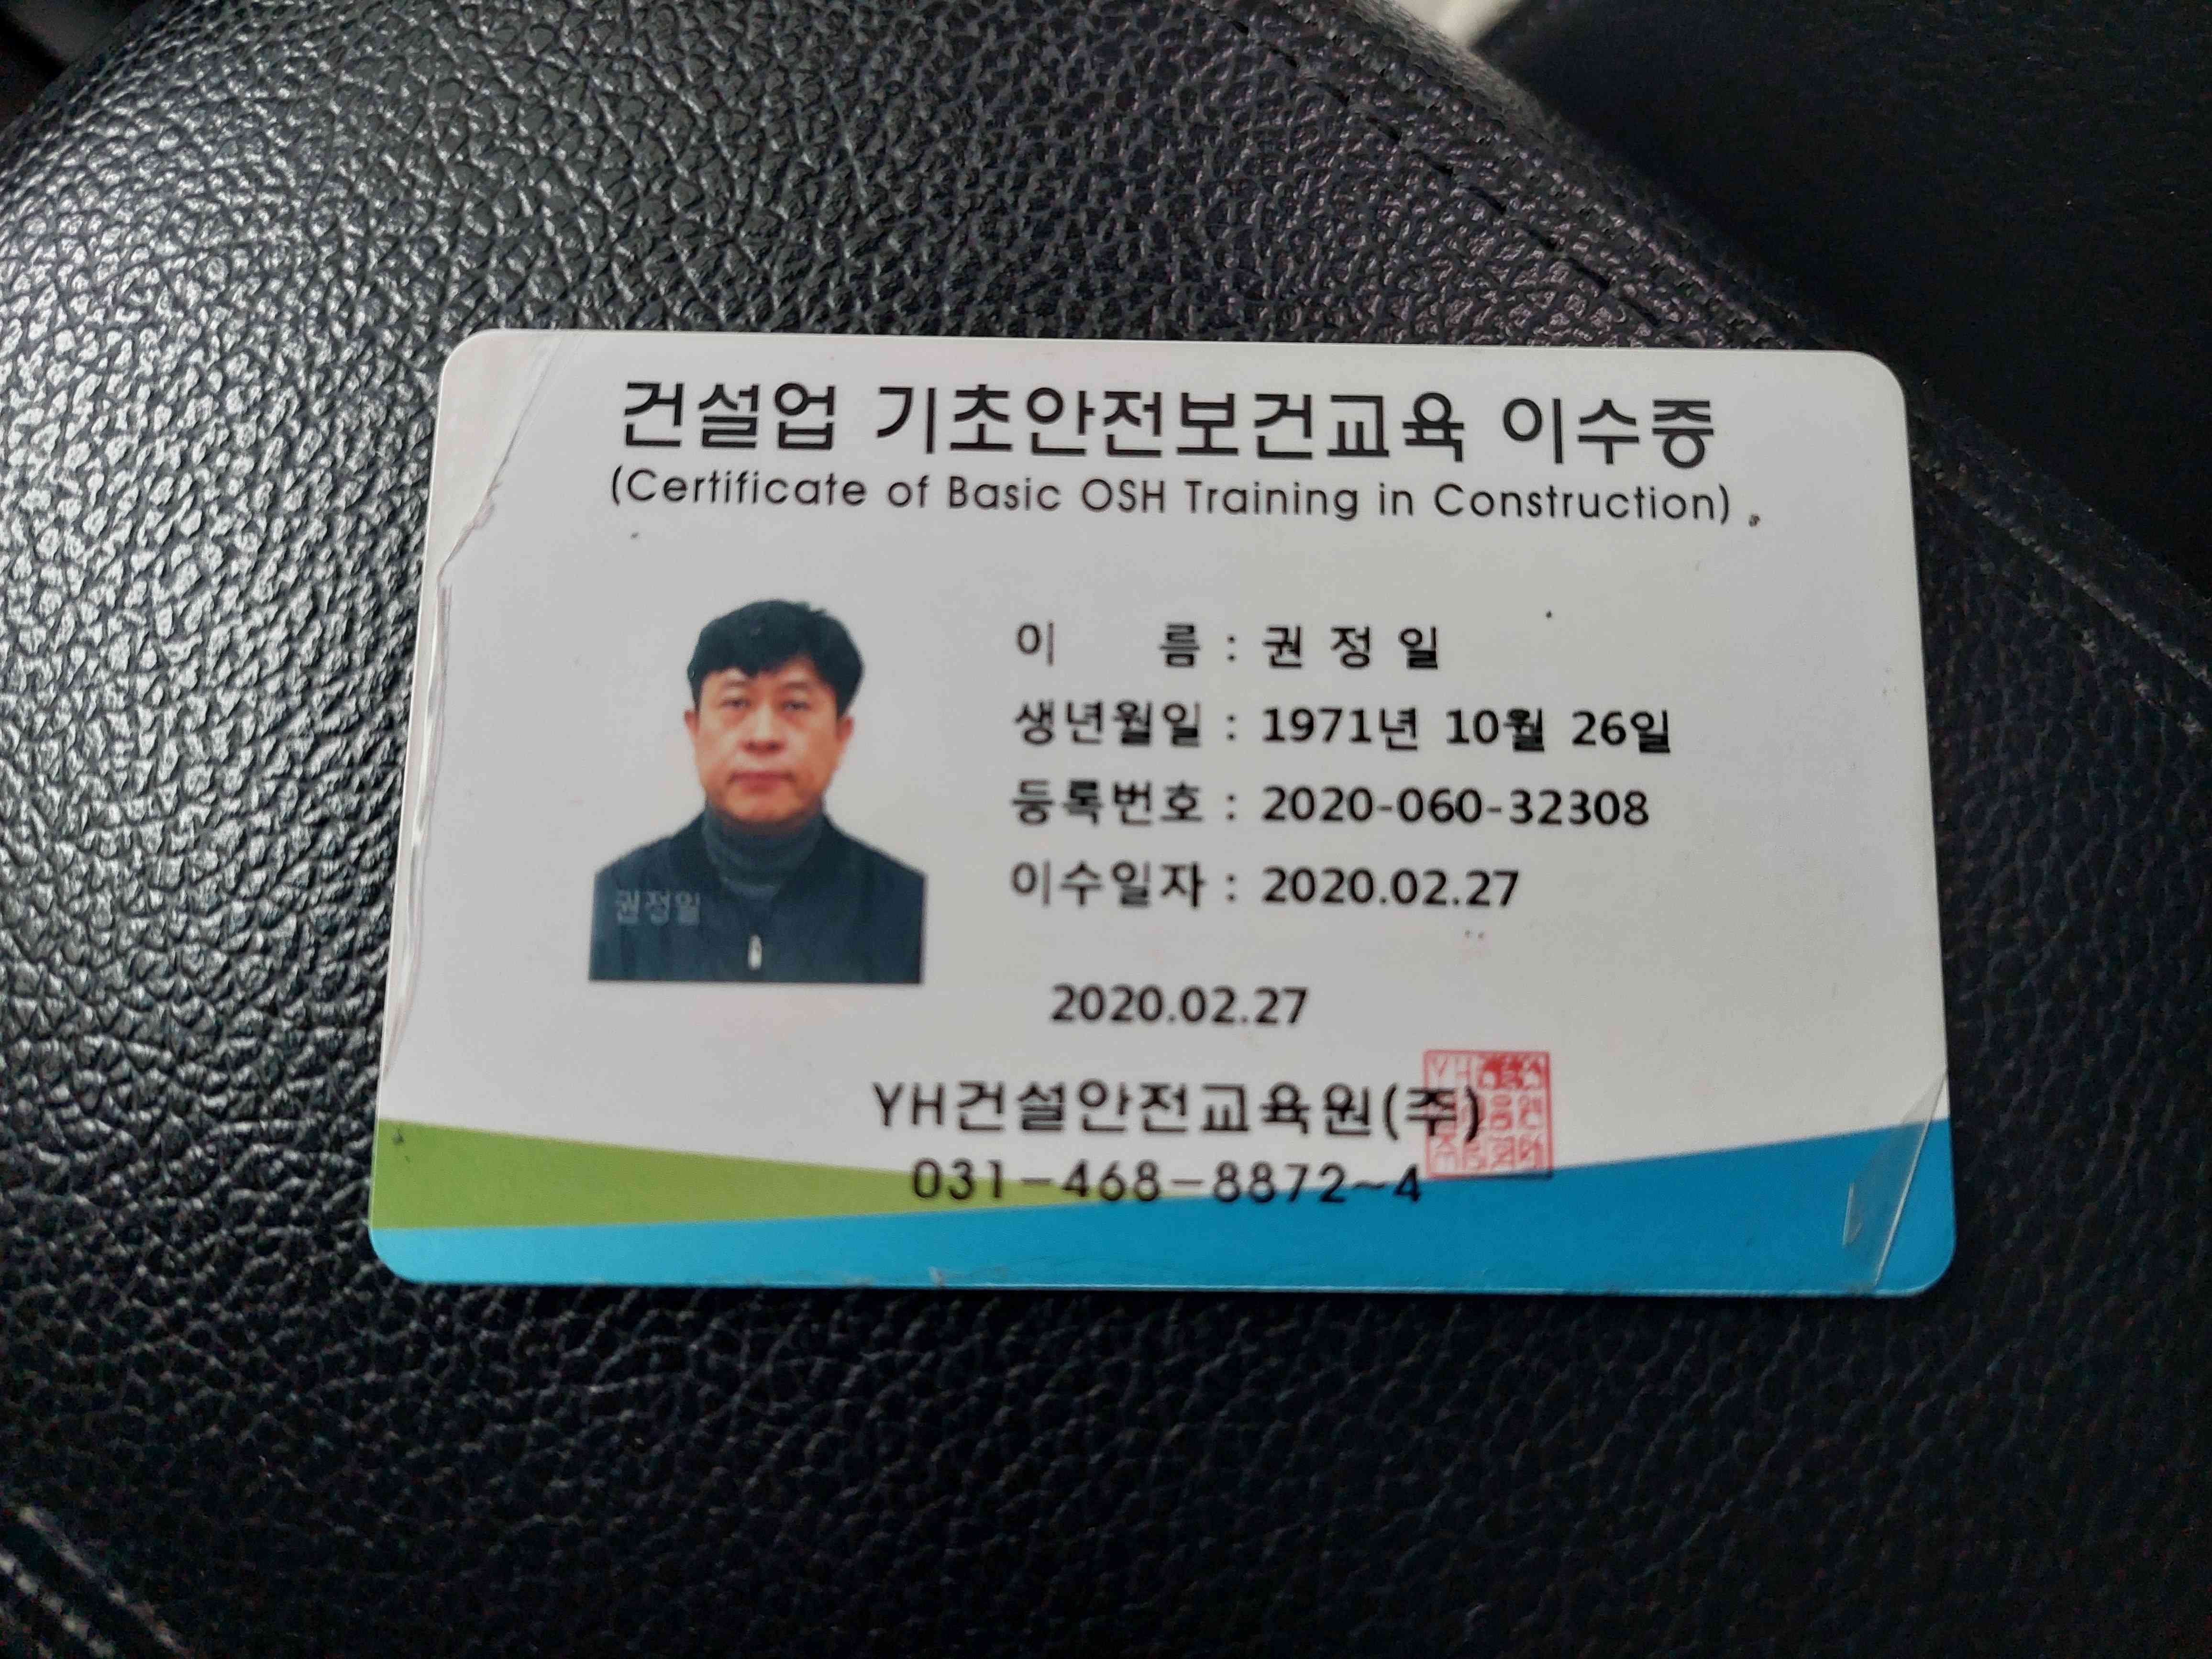 건설업 기초안전보건교육 이수증
(Certificate of Basic OSH Training in Construction)
이 름 : 권 정 일
생년월일 : 1971년 10월 26일
등록번호 : 2020-060-32308
이수일자 : 2020.02.27
권정일
2020.02.27
YH건설안전교육원(주)
031-468-8872~4